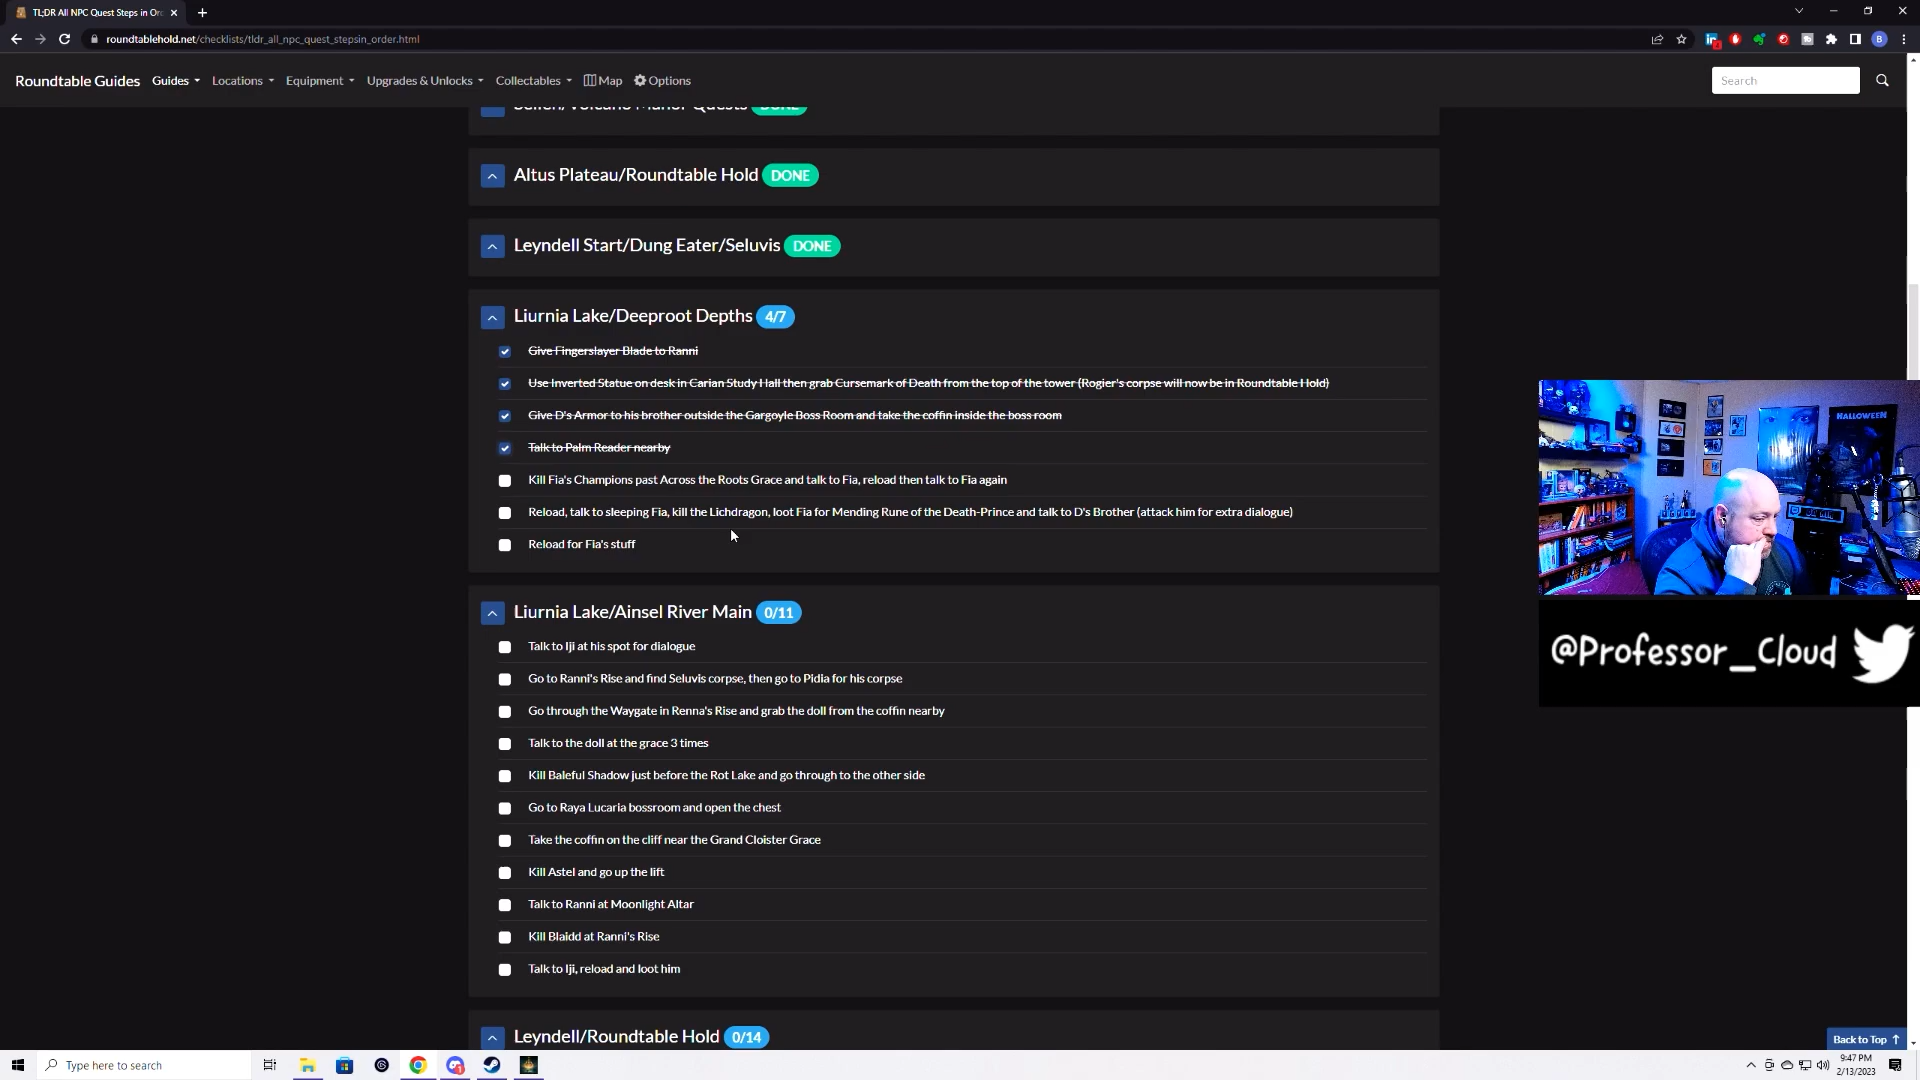 TL;DR All NPC Quest Steps in Or
roundtablehold.net/checklists/tldr_all_npc_quest_stepsin_order.html
Roundtable Guides Guides Locations Equipment Upgrades & Unlocks Collectables Map Options Search
Sellen/Volcano Manor Quests DONE
Altus Plateau/Roundtable Hold DONE
Leyndell Start/Dung Eater/Seluvis DONE
Liurnia Lake/Deeproot Depths 4/7
Give Fingerslayer Blade to Ranni
Use Inverted Statue on desk in Carian Study Hall then grab Cursemark of Death from the top of the tower (Rogier's corpse will now be in Roundtable Hold)
Give D's Armor to his brother outside the Gargoyle Boss Room and take the coffin inside the boss room
Talk to Palm Reader nearby
Kill Fia's Champions past Across the Roots Grace and talk to Fia, reload then talk to Fia again
Reload, talk to sleeping Fia, kill the Lichdragon, loot Fia for Mending Rune of the Death-Prince and talk to D's Brother (attack him for extra dialogue)
Reload for Fia's stuff
Liurnia Lake/Ainsel River Main 0/11
Talk to Iji at his spot for dialogue
Go to Ranni's Rise and find Seluvis corpse, then go to Pidia for his corpse
Go through the Waygate in Renna's Rise and grab the doll from the coffin nearby
Talk to the doll at the grace 3 times
Kill Baleful Shadow just before the Rot Lake and go through to the other side
Go to Raya Lucaria bossroom and open the chest
Take the coffin on the cliff near the Grand Cloister Grace
Kill Astel and go up the lift
Talk to Ranni at Moonlight Altar
Kill Blaidd at Ranni's Rise
Talk to Iji, reload and loot him
Leyndell/Roundtable Hold 0/14
HALLOWEEN
@Professor_Cloud
Back to Top ↑
Type here to search
9:47 PM
2/13/2023